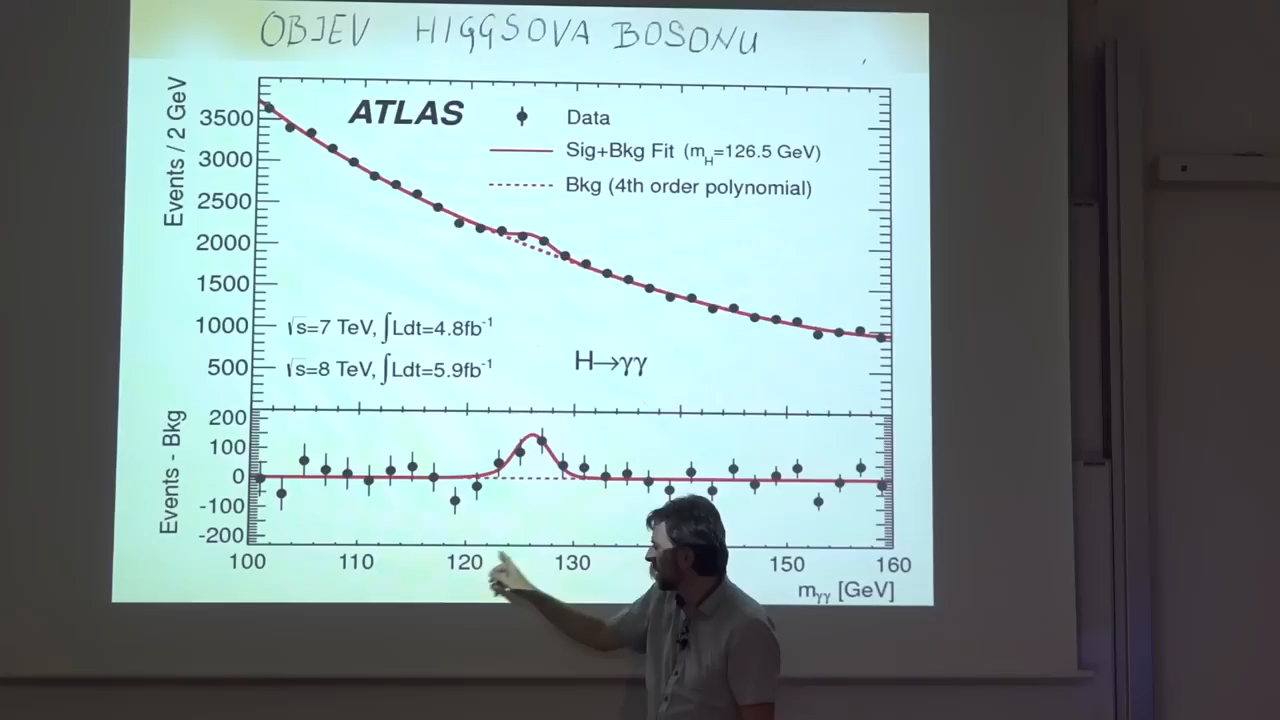 OBJEV HIGGSOVA BOSONU
Events / 2 GeV
3500
3000
2500
2000
1500
1000
500
ATLAS
Data
Sig+Bkg Fit (mH=126.5 GeV)
Bkg (4th order polynomial)
√s=7 TeV, ∫Ldt=4.8fb-1
√s=8 TeV, ∫Ldt=5.9fb-1
H→γγ
Events - Bkg
200
100
0
-100
-200
100 110 120 130 150 160
mγγ [GeV]